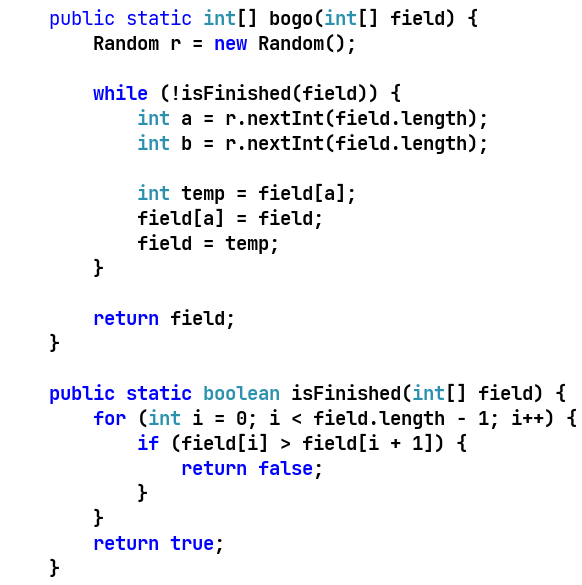 public static int[] bogo(int[] field) {
Random r = new Random();
while (!isFinished(field)) {
int a = r.nextInt(field.length);
int b = r.nextInt(field.length);
int temp = field[a];
field[a] = field;
field = temp;
}
return field;
}
public static boolean isFinished(int[] field) {
for (int i = 0; i < field.length - 1; i++) {
if (field[i] > field[i + 1]) {
return false;
}
}
return true;
}